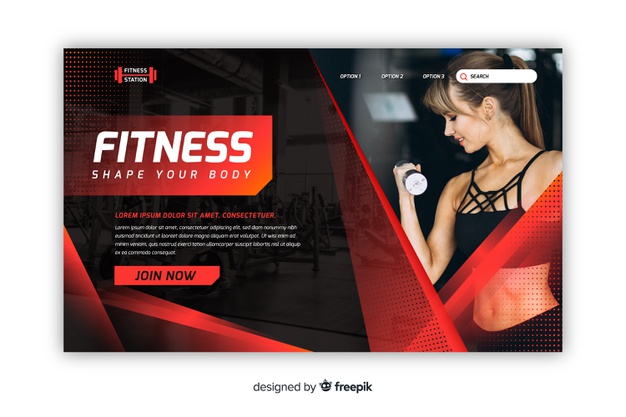 FITNESS
STATION
OPTION 1 OPTION 2 OPTION 3 SEARCH
FITNESS
SHAPE YOUR BODY
LOREM IPSUM DOLOR SIT AMET, CONSECTETUER
Lorem ipsum dolor sit amet, consectetuer adipiscing elit, sed diam nonummy nibh
euismod tincidunt ut laoreet dolore magna aliquam erat volutpat. Ut wisi enim ad
minim veniam, quis nostrud exerci tation ullamcorper suscipit lobortis nisl ut aliquip
ex ea commodo consequat.
JOIN NOW
designed by freepik